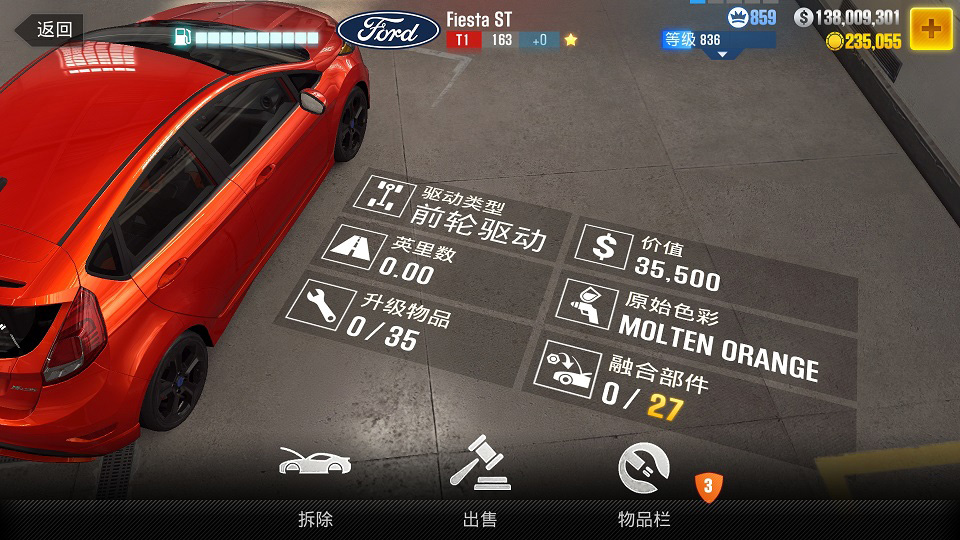 返回
Ford
Fiesta ST
T1 163 +0
859
138,009,301
等级 836
235,055
驱动类型
前轮驱动
英里数
0.00
升级物品
0/35
价值
35,500
原始色彩
MOLTEN ORANGE
融合部件
0/27
拆除
出售
物品栏
3